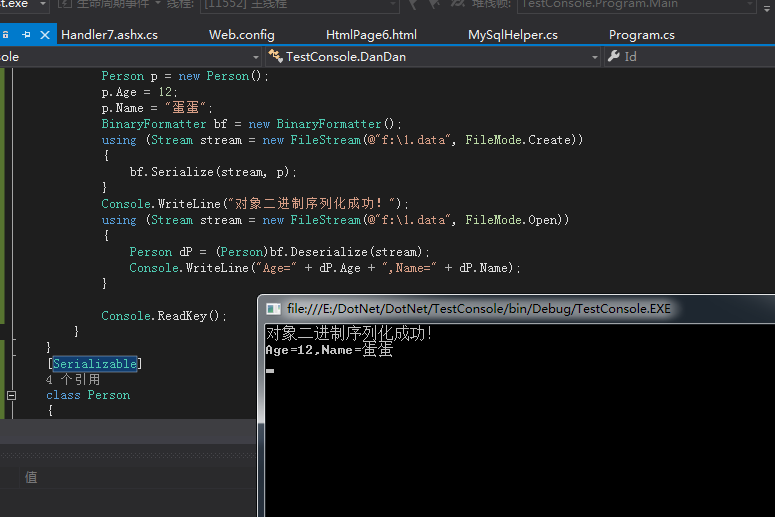 t.exe 生命周期事件 线程: [11552] 主线程 堆栈帧: TestConsole.Program.Main
Handler7.ashx.cs Web.config HtmlPage6.html MySqlHelper.cs Program.cs
ole TestConsole.DanDan Id
Person p = new Person();
p.Age = 12;
p.Name = "蛋蛋";
BinaryFormatter bf = new BinaryFormatter();
using (Stream stream = new FileStream(@"f:\1.data", FileMode.Create))
{
bf.Serialize(stream, p);
}
Console.WriteLine("对象二进制序列化成功!");
using (Stream stream = new FileStream(@"f:\1.data", FileMode.Open))
{
Person dP = (Person)bf.Deserialize(stream);
Console.WriteLine("Age=" + dP.Age + ",Name=" + dP.Name);
}
Console.ReadKey();
}
}
[Serializable]
4 个引用
class Person
{
值
file:///E:/DotNet/DotNet/TestConsole/bin/Debug/TestConsole.EXE
对象二进制序列化成功!
Age=12,Name=蛋蛋